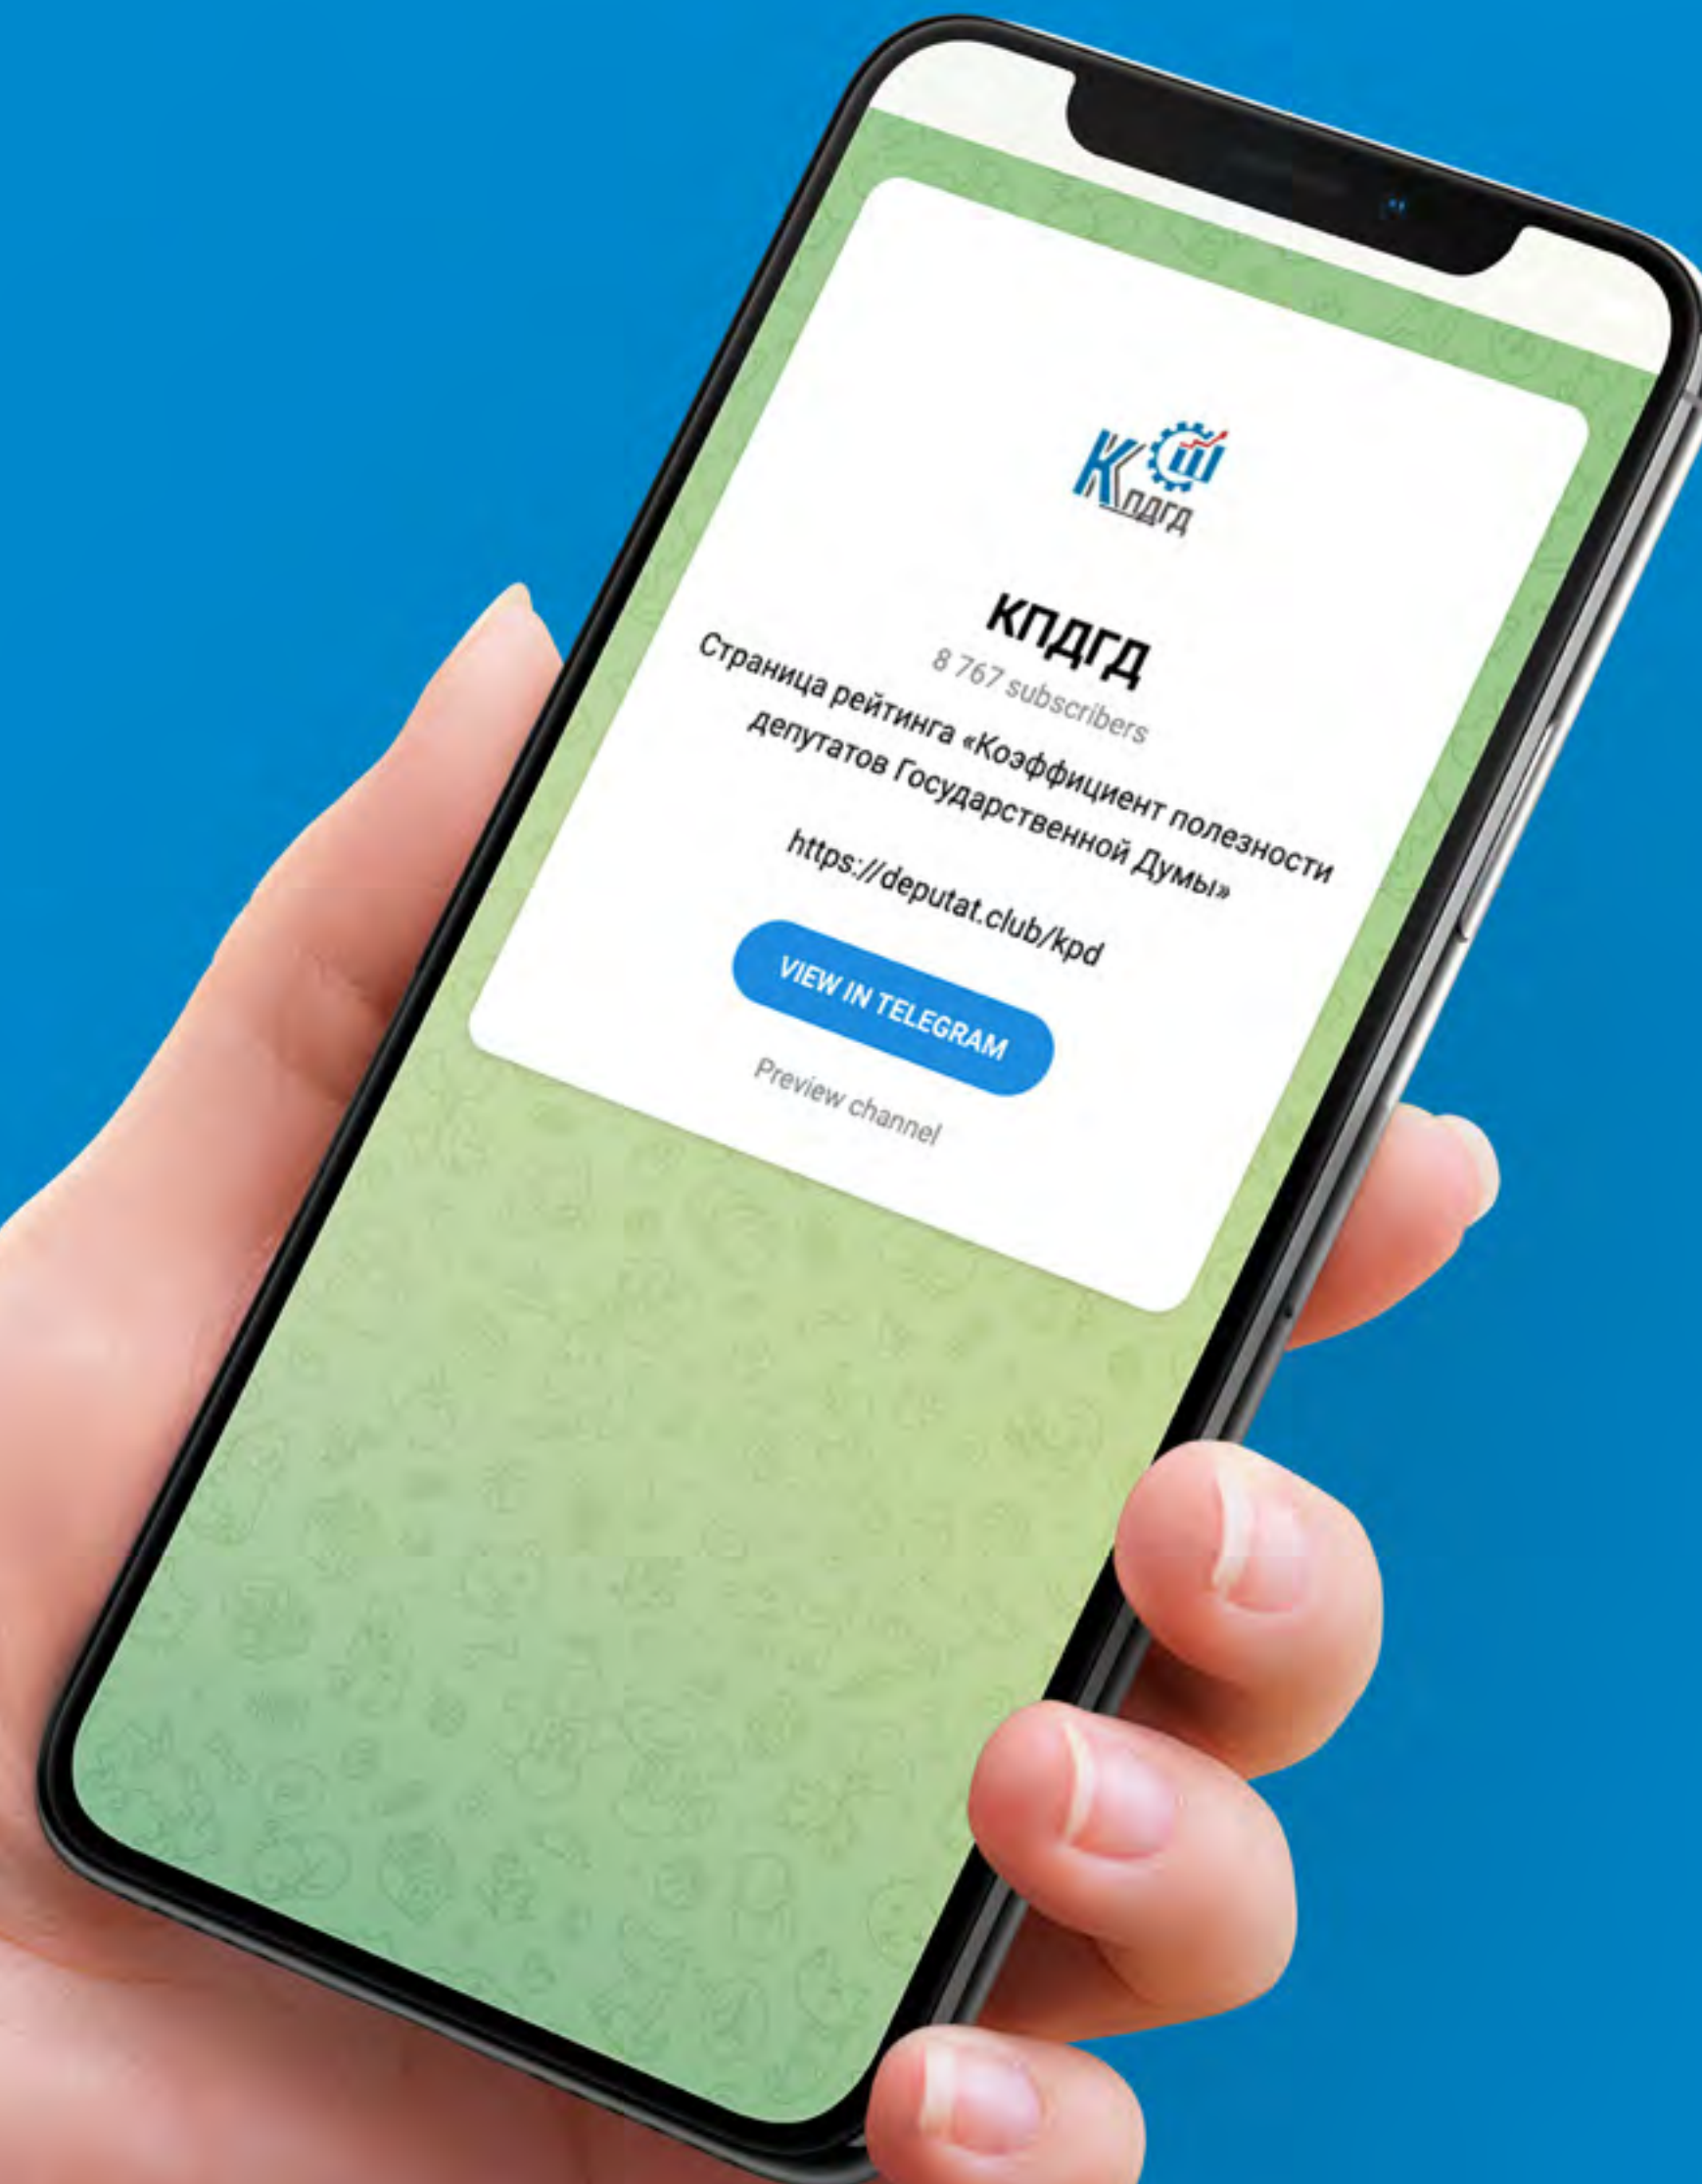 Кпдгд
КПДГД
8 767 subscribers
Страница рейтинга «Коэффициент полезности
депутатов Государственной Думы»
https://deputat.club/kpd
VIEW IN TELEGRAM
Preview channel